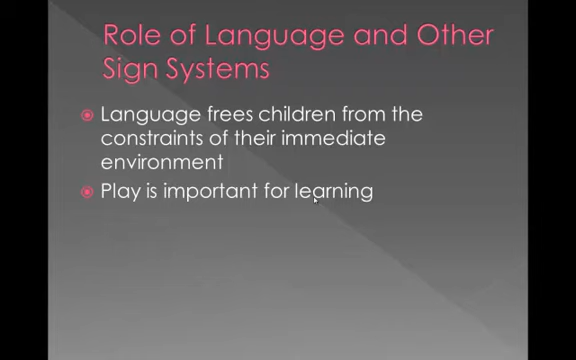 Role of Language and Other
Sign Systems
Language frees children from the
constraints of their immediate
environment
Play is important for learning